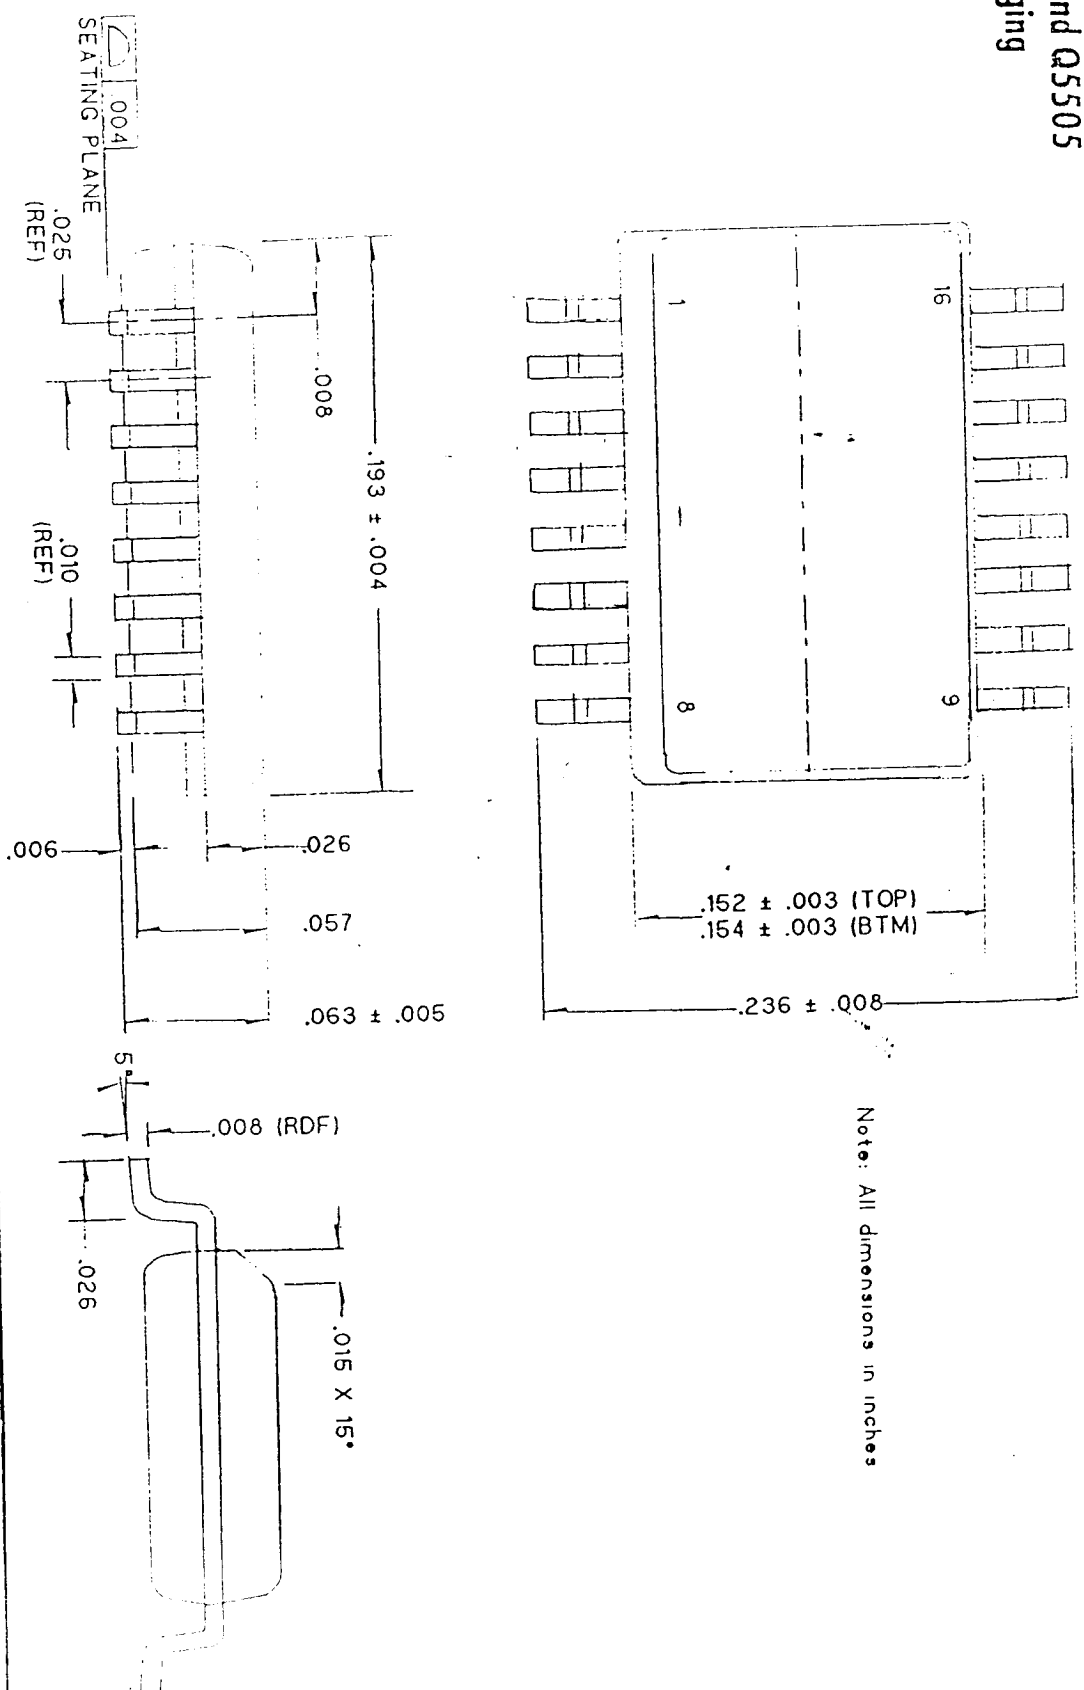 nd Q5505
ging
16
9
1
8
.152 ± .003 (TOP)
.154 ± .003 (BTM)
.236 ± .008
Note: All dimensions in inches
.193 ± .004
.008
.004
SEATING PLANE
.025
(REF)
.010
(REF)
.006
.026
.057
.063 ± .005
5°
.008 (RDF)
.026
.015 X 15°